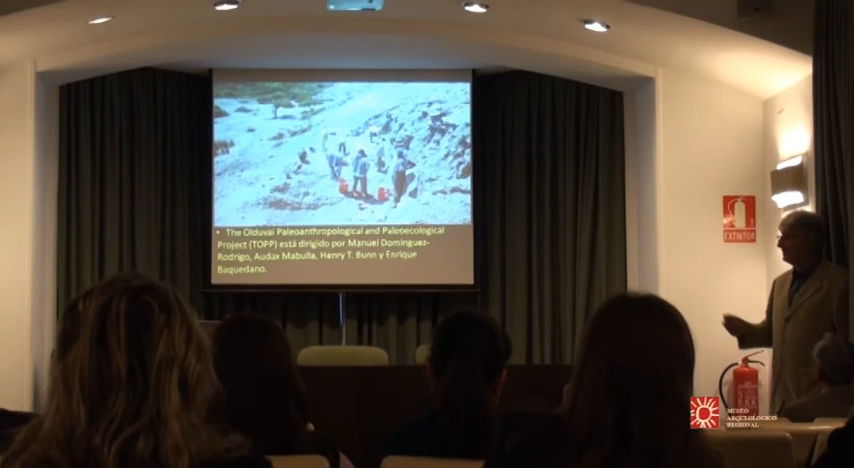 • The Olduvai Paleoanthropological and Paleoecological
Project (TOPP) está dirigido por Manuel Domínguez-
Rodrigo, Audax Mabulla, Henry T. Bunn y Enrique
Baquedano.
EXTINTOR
MUSEO
ARQUEOLÓGICO
REGIONAL